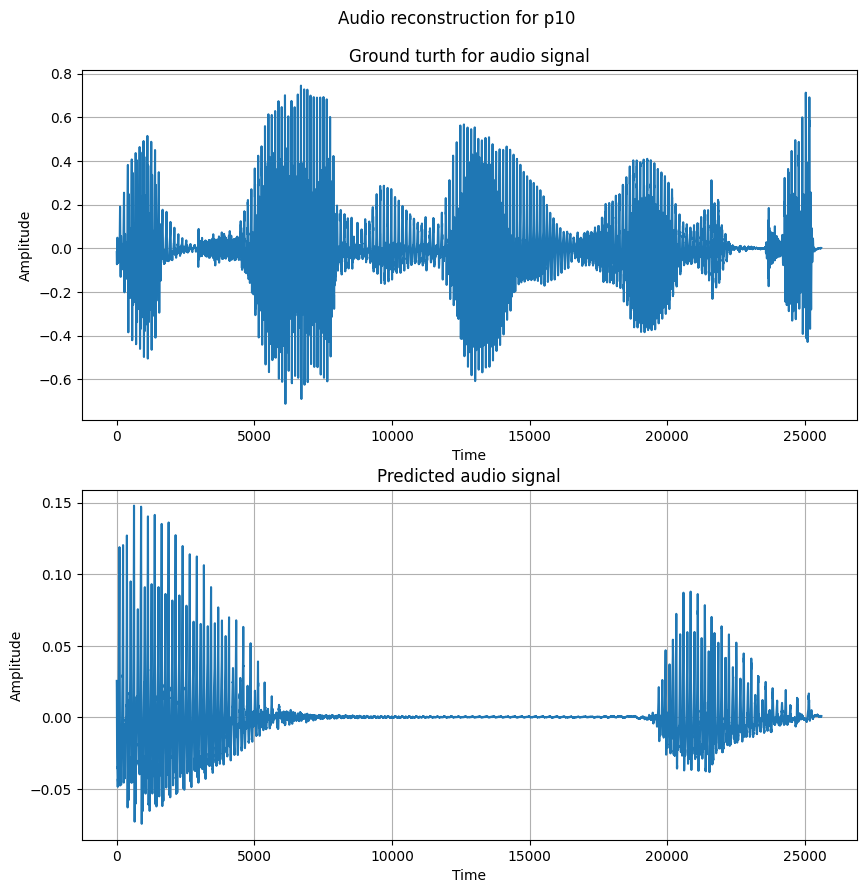 Audio reconstruction for p10
Ground turth for audio signal
0.8
0.6
0.4
0.2
0.0
−0.2
−0.4
−0.6
Amplitude
0 5000 10000 15000 20000 25000
Time
Predicted audio signal
0.15
0.10
0.05
0.00
−0.05
Amplitude
0 5000 10000 15000 20000 25000
Time